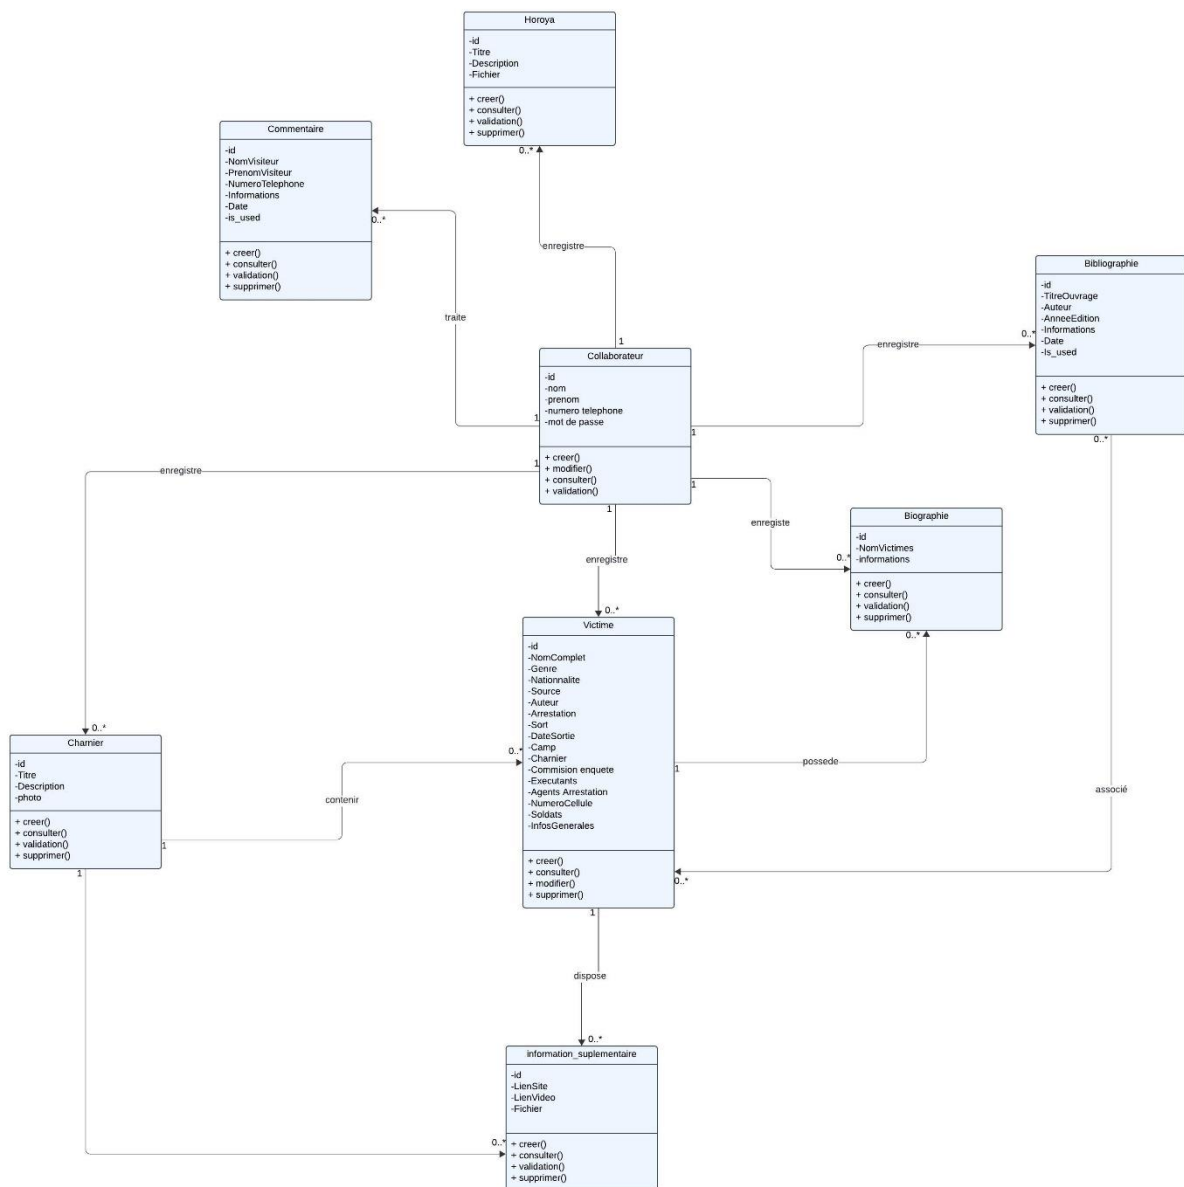 Horoya
-id
-Titre
-Description
-Fichier
+ creer()
+ consulter()
+ validation()
+ supprimer()
0..*
Commentaire
-id
-NomVisiteur
-PrenomVisiteur
-NumeroTelephone
-Informations
-Date
-is_used
+ creer()
+ consulter()
+ validation()
+ supprimer()
0..*
enregistre
traite
1
Bibliographie
-id
-TitreOuvrage
-Auteur
-AnneeEdition
-Informations
-Date
-Is_used
+ creer()
+ consulter()
+ validation()
+ supprimer()
0..*
0..*
enregistre
Collaborateur
-id
-nom
-prenom
-numero telephone
-mot de passe
+ creer()
+ modifier()
+ consulter()
+ validation()
1
1
1
1
1
enregistre
enregistre
enregiste
Biographie
-id
-NomVictimes
-informations
+ creer()
+ consulter()
+ validation()
+ supprimer()
0..*
0..*
0..*
Victime
-id
-NomComplet
-Genre
-Nationnalite
-Source
-Auteur
-Arrestation
-Sort
-DateSortie
-Camp
-Charnier
-Commision enquete
-Executants
-Agents Arrestation
-NumeroCellule
-Soldats
-InfosGenerales
+ creer()
+ consulter()
+ modifier()
+ supprimer()
0..*
1
possede
associé
0..*
1
0..*
Charnier
-id
-Titre
-Description
-photo
+ creer()
+ consulter()
+ validation()
+ supprimer()
1
1
contenir
dispose
0..*
information_suplementaire
-id
-LienSite
-LienVideo
-Fichier
+ creer()
+ consulter()
+ validation()
+ supprimer()
0..*